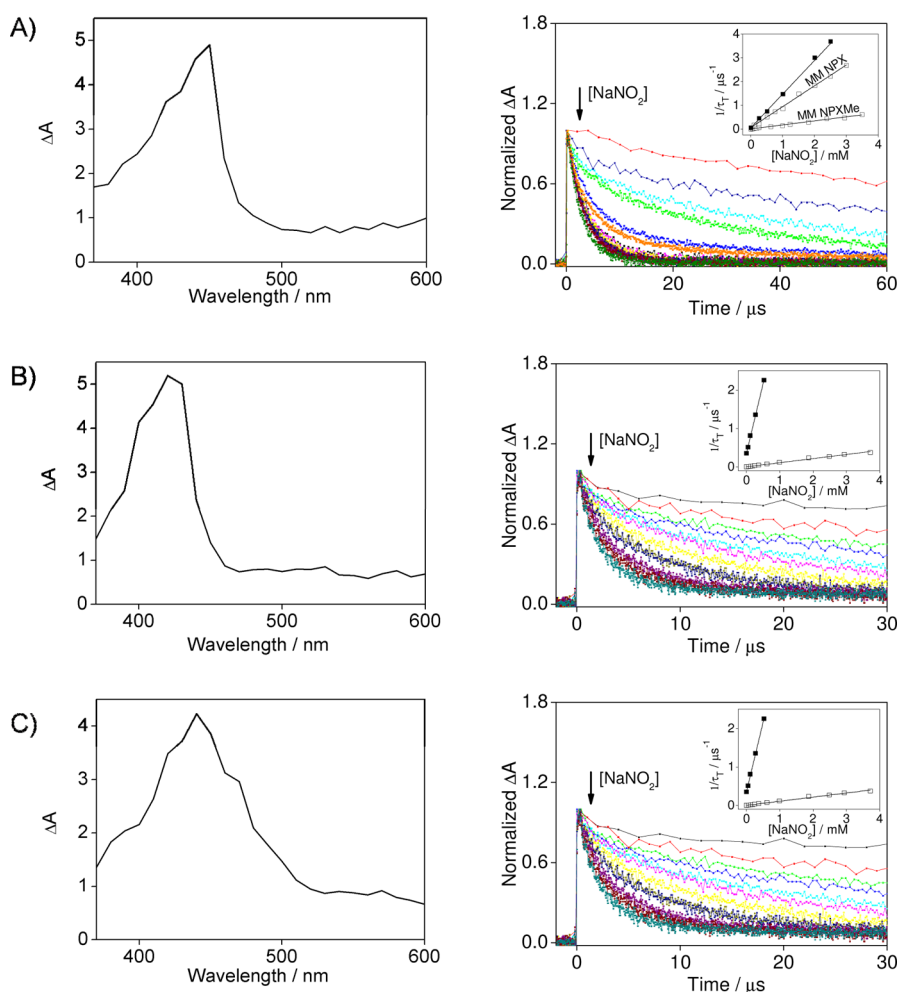 A)
ΔA
5
4
3
2
1
0
400
500
600
Wavelength / nm
Normalized ΔA
1.8
1.2
0.6
0.0
0
20
40
60
Time / μs
[NaNO2]
1/τT / μs-1
4
3
2
1
0
MM NPX
MM NPXMe
0
1
2
3
4
[NaNO2] / mM
B)
ΔA
5
4
3
2
1
0
400
500
600
Wavelength / nm
Normalized ΔA
1.8
1.2
0.6
0.0
0
10
20
30
Time / μs
[NaNO2]
1/τT / μs-1
2
1
0
0
1
2
3
4
[NaNO2] / mM
C)
ΔA
4
3
2
1
0
400
500
600
Wavelength / nm
Normalized ΔA
1.8
1.2
0.6
0.0
0
10
20
30
Time / μs
[NaNO2]
1/τT / μs-1
2
1
0
0
1
2
3
4
[NaNO2] / mM